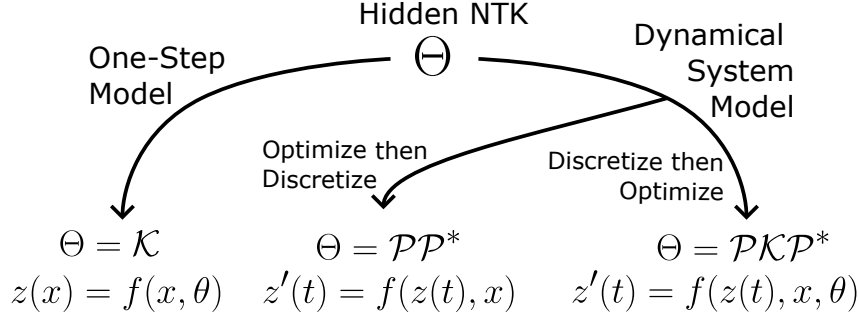 Hidden NTK
Θ
One-Step
Model
Dynamical
System
Model
Optimize then
Discretize
Discretize then
Optimize
Θ = 𝒦
z(x) = f(x, θ)
Θ = 𝒫𝒫*
z′(t) = f(z(t), x)
Θ = 𝒫𝒦𝒫*
z′(t) = f(z(t), x, θ)